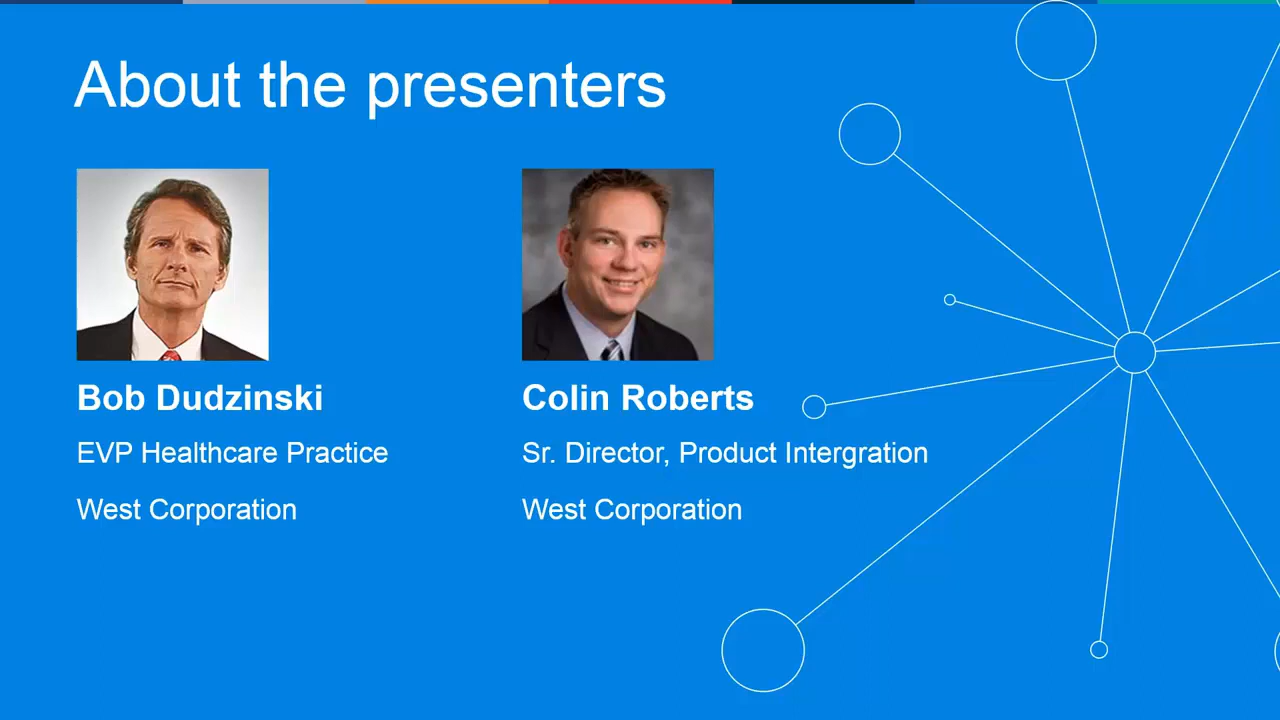 About the presenters
Bob Dudzinski
EVP Healthcare Practice
West Corporation
Colin Roberts
Sr. Director, Product Intergration
West Corporation